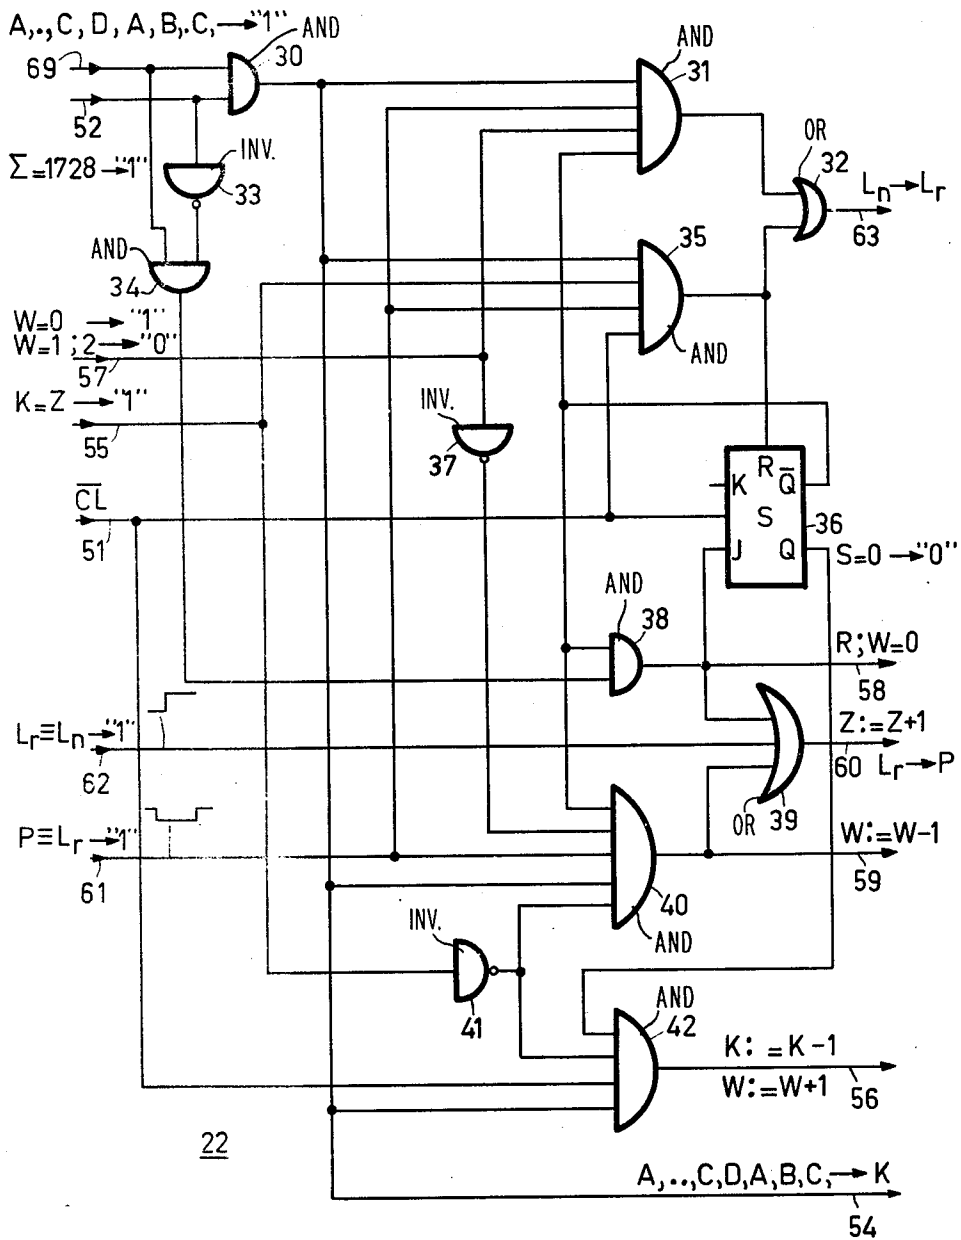 A,.,C, D, A, B,.C,→"1"
AND
30
69
52
AND
31
OR
32
Ln→Lr
63
Σ=1728→"1"
INV.
33
AND
34
35
AND
W=0 →"1"
W=1 ;2→"0"
57
K=Z →"1"
55
INV.
37
CL
51
R
K
Q
S
J
Q
36
S=0 →"0"
AND
38
R;W=0
58
Z:=Z+1
60
Lr→P
Lr≡Ln→"1"
62
OR
39
P≡Lr→"1"
61
W:=W-1
59
40
AND
INV.
41
AND
42
K: =K-1
W:=W+1
56
22
A,..,C,D,A,B,C,→ K
54